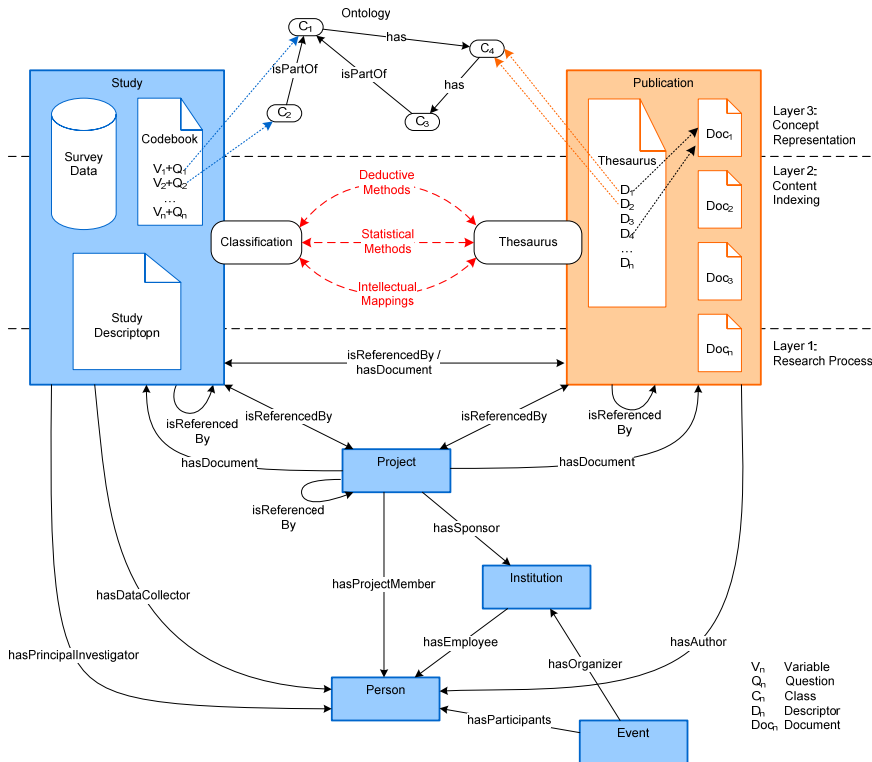 Ontology
C1
has
C4
isPartOf
isPartOf
has
C2
C3
Study
Survey
Data
Codebook
V1+Q1
V2+Q2
...
Vn+Qn
Study
Descriptopn
Classification
Deductive
Methods
Statistical
Methods
Intellectual
Mappings
Thesaurus
Publication
Thesaurus
D1
D2
D3
D4
...
Dn
Doc1
Doc2
Doc3
Docn
Layer 3:
Concept
Representation
Layer 2:
Content
Indexing
Layer 1:
Research Process
isReferencedBy /
hasDocument
isReferenced
By
isReferencedBy
isReferencedBy
isReferenced
By
hasDocument
Project
hasDocument
isReferenced
By
hasSponsor
hasProjectMember
Institution
hasDataCollector
hasEmployee
hasAuthor
hasPrincipalInvestigator
hasOrganizer
Person
hasParticipants
Event
Vn Variable
Qn Question
Cn Class
Dn Descriptor
Docn Document